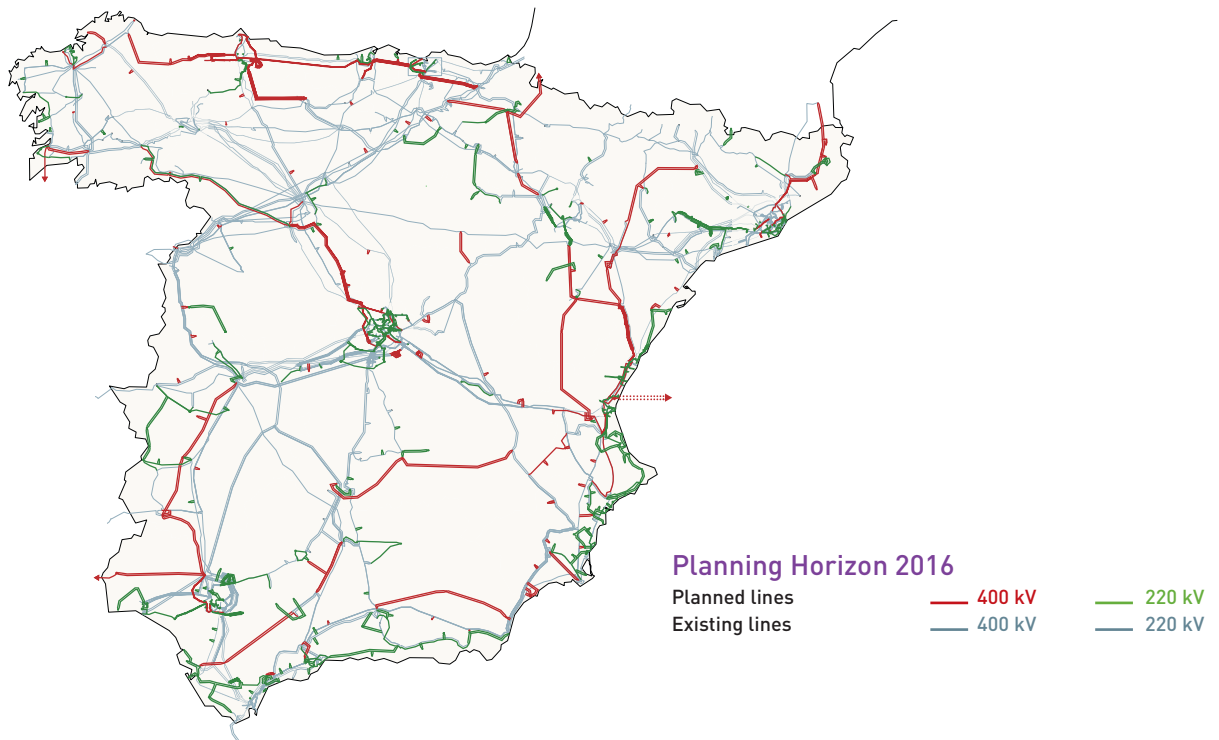 Planning Horizon 2016
Planned lines 400 kV 220 kV
Existing lines 400 kV 220 kV